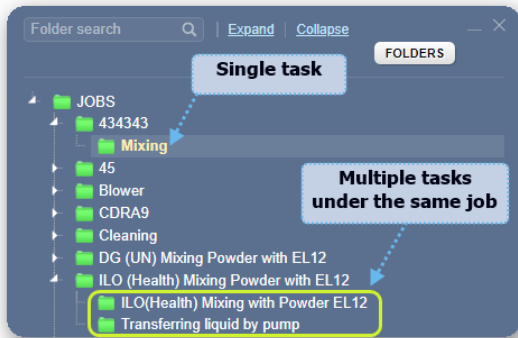 Folder search
Expand
Collapse
FOLDERS
Single task
JOBS
434343
Mixing
45
Blower
Multiple tasks
under the same job
CDRA9
Cleaning
DG (UN) Mixing Powder with EL12
ILO (Health) Mixing Powder with EL12
ILO(Health) Mixing with Powder EL12
Transferring liquid by pump